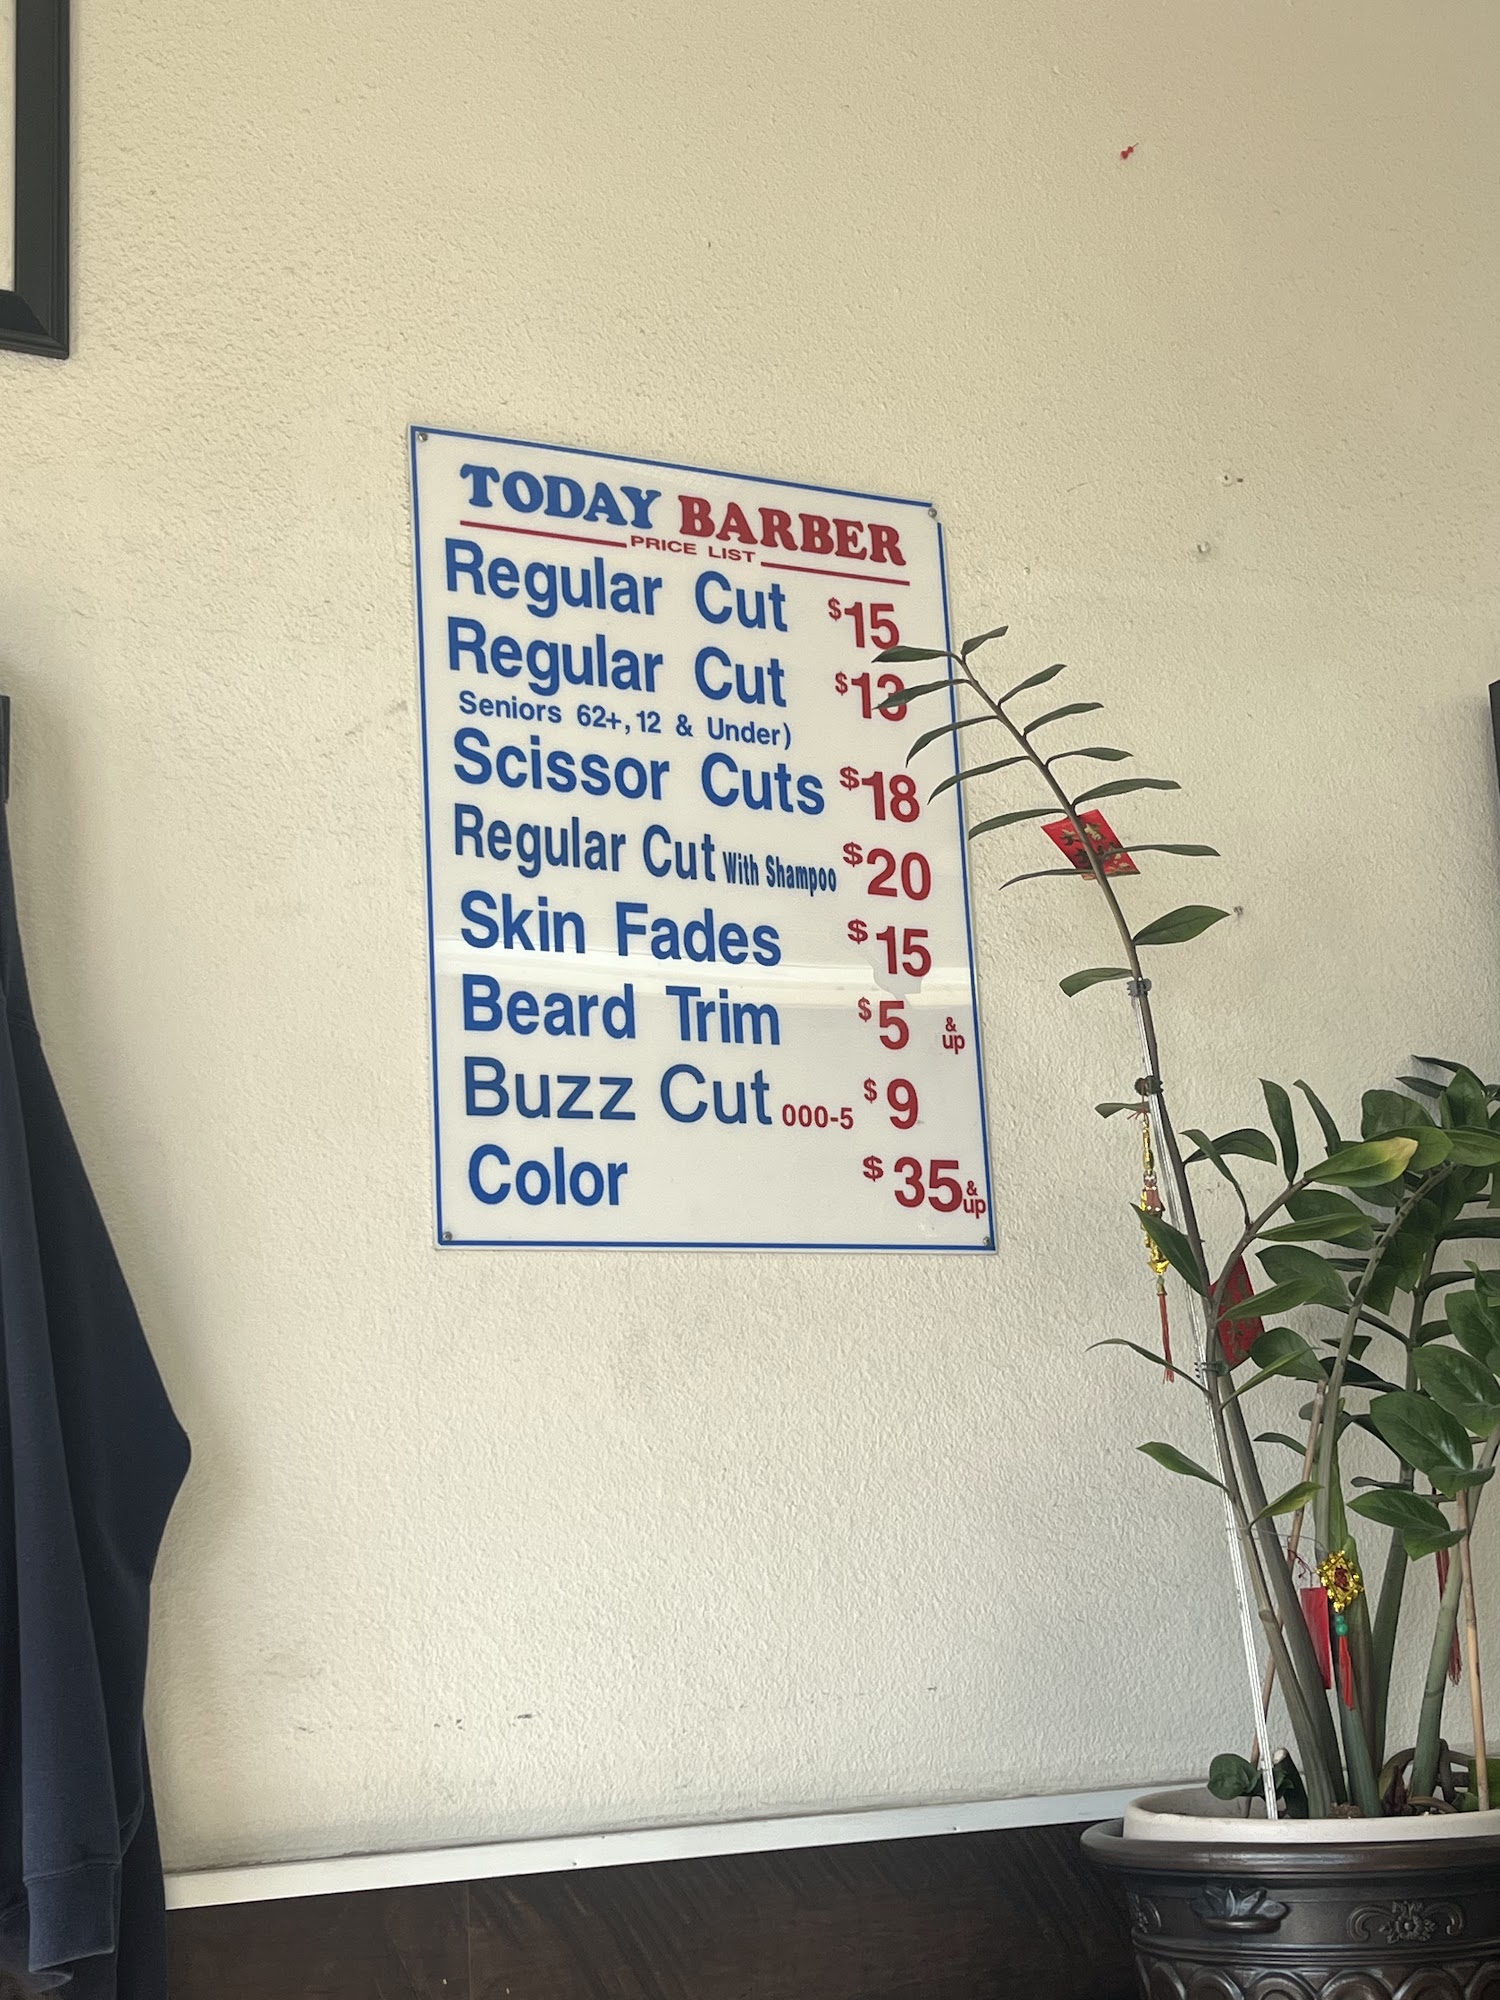 TODAY BARBER
PRICE LIST
Regular Cut $15
Regular Cut $13
Seniors 62+, 12 & Under)
Scissor Cuts $18
Regular Cut With Shampoo $20
Skin Fades $15
Beard Trim $5 & up
Buzz Cut 000-5 $9
Color $35 & up